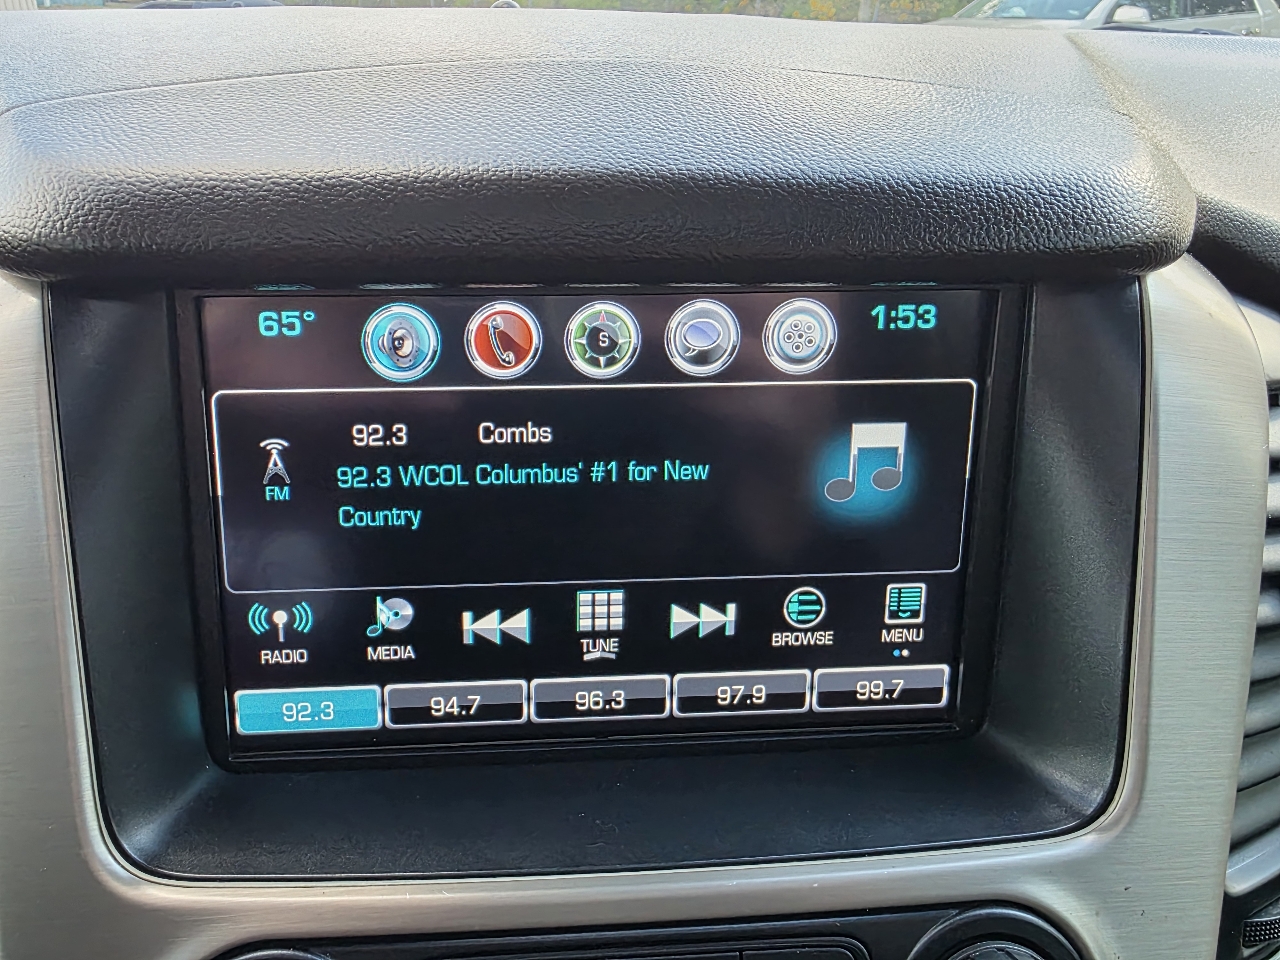 65° 1:53
S
92.3 Combs
FM
92.3 WCOL Columbus' #1 for New
Country
RADIO MEDIA TUNE BROWSE MENU
92.3 94.7 96.3 97.9 99.7